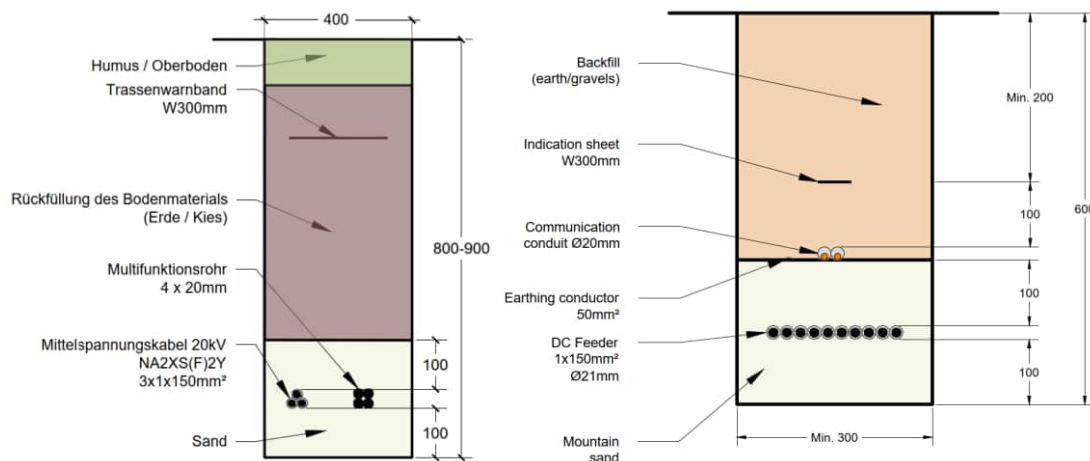 400
Humus / Oberboden
Trassenwarnband
W300mm
Rückfüllung des Bodenmaterials
(Erde / Kies)
800-900
Multifunktionsrohr
4 x 20mm
Mittelspannungskabel 20kV
NA2XS(F)2Y
3x1x150mm²
100
100
Sand
Backfill
(earth/gravels)
Min. 200
Indication sheet
W300mm
100
600
Communication
conduit Ø20mm
Earthing conductor
50mm²
100
DC Feeder
1x150mm²
Ø21mm
100
Mountain
sand
Min. 300